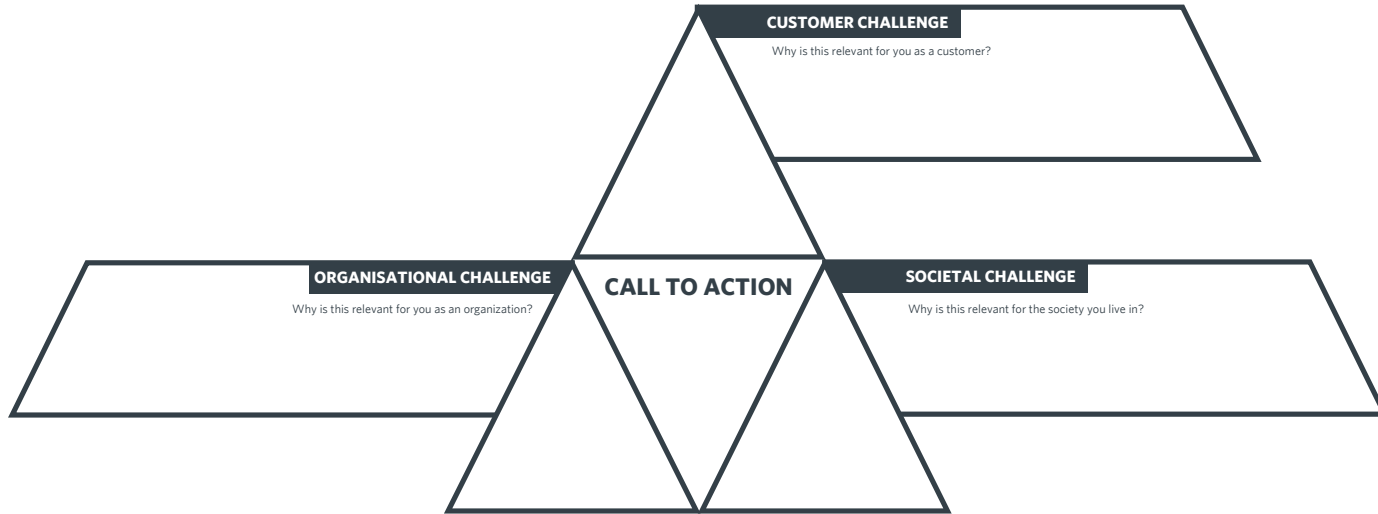 CUSTOMER CHALLENGE
Why is this relevant for you as a customer?
ORGANISATIONAL CHALLENGE
Why is this relevant for you as an organization?
CALL TO ACTION
SOCIETAL CHALLENGE
Why is this relevant for the society you live in?